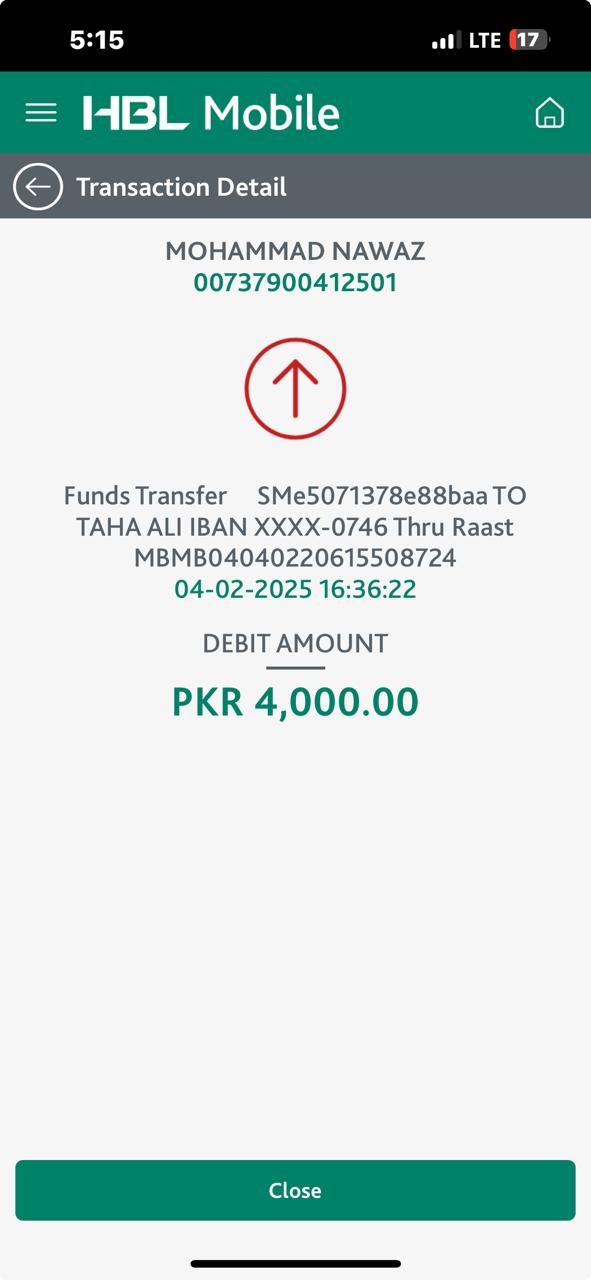 5:15 LTE 17
HBL Mobile
Transaction Detail
MOHAMMAD NAWAZ
00737900412501
Funds Transfer SMe5071378e88baa TO
TAHA ALI IBAN XXXX-0746 Thru Raast
MBMB04040220615508724
04-02-2025 16:36:22
DEBIT AMOUNT
PKR 4,000.00
Close